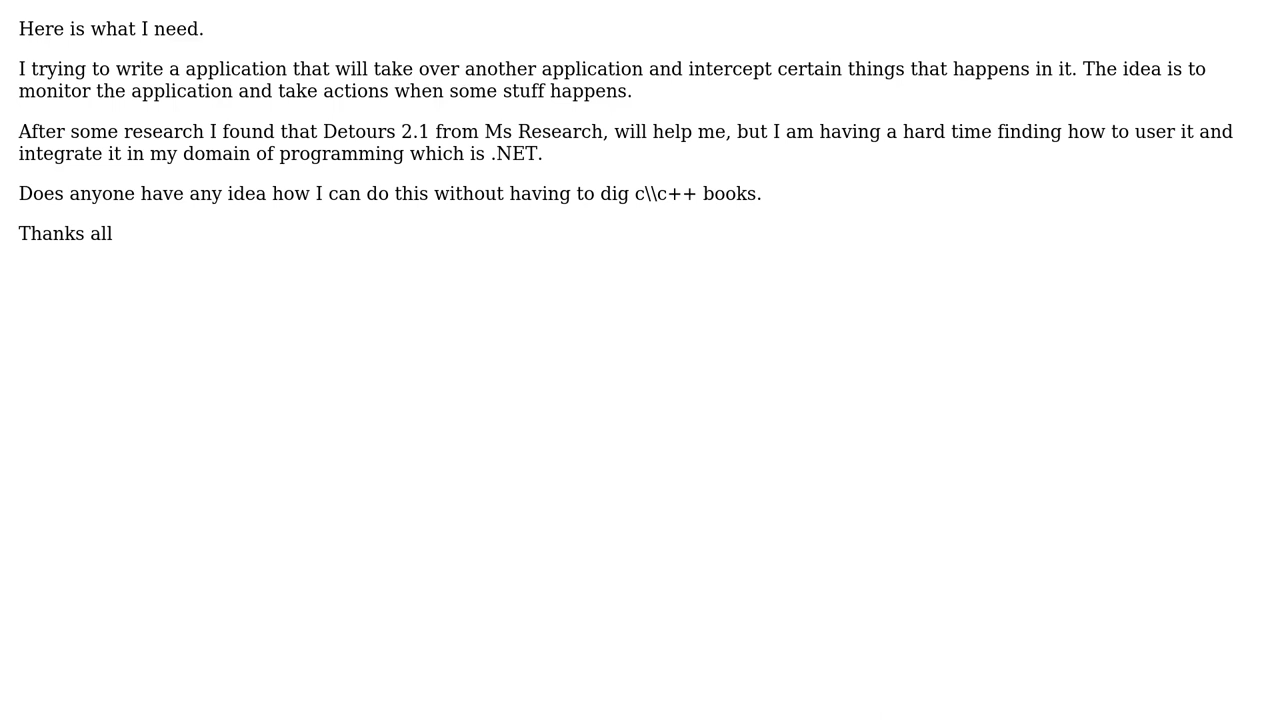 Here is what I need.
I trying to write a application that will take over another application and intercept certain things that happens in it. The idea is to
monitor the application and take actions when some stuff happens.
After some research I found that Detours 2.1 from Ms Research, will help me, but I am having a hard time finding how to user it and
integrate it in my domain of programming which is .NET.
Does anyone have any idea how I can do this without having to dig c\\c++ books.
Thanks all